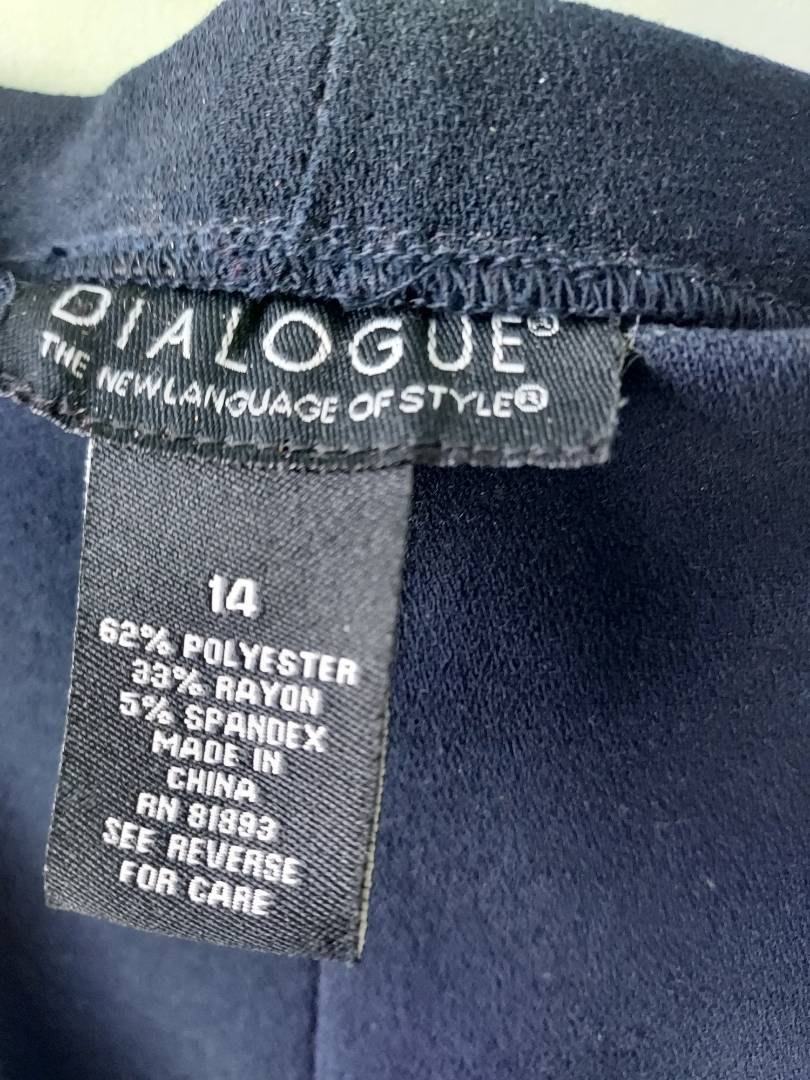 DIALOGUE®
THE NEW LANGUAGE OF STYLE®
14
62% POLYESTER
33% RAYON
5% SPANDEX
MADE IN
CHINA
RN 81893
SEE REVERSE
FOR CARE